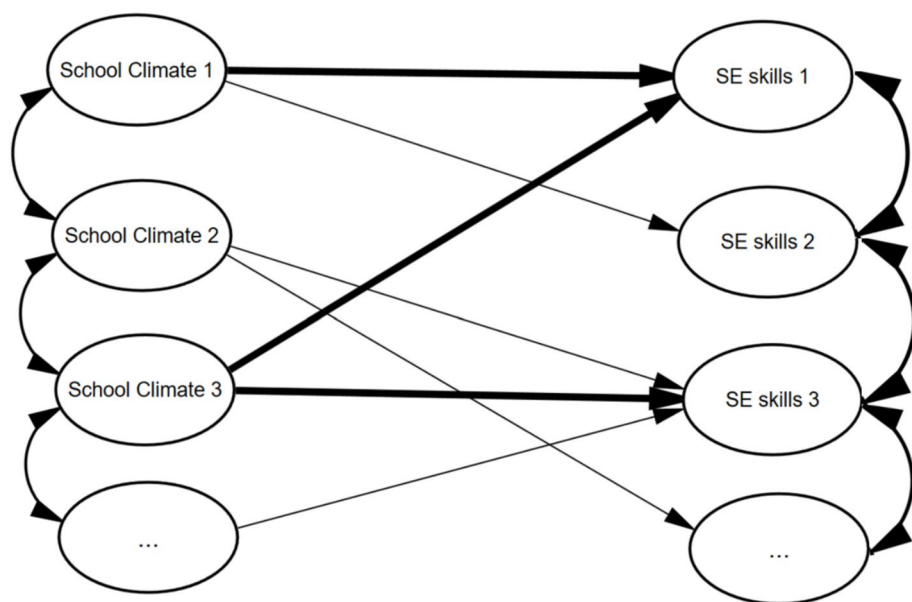 School Climate 1
SE skills 1
School Climate 2
SE skills 2
School Climate 3
SE skills 3
...
...